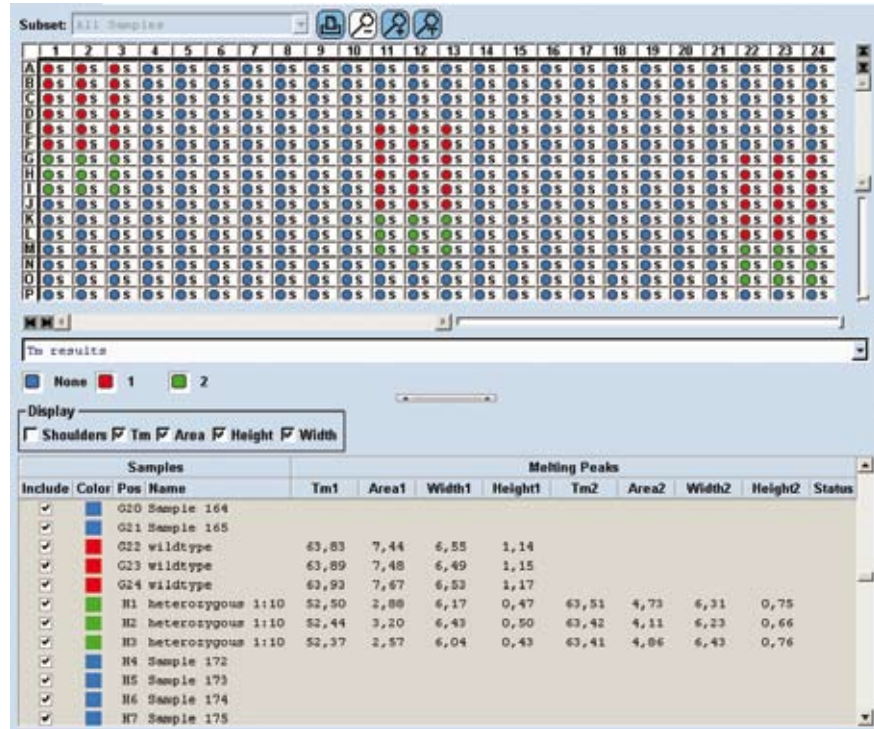 Subset: All Samples
1 2 3 4 5 6 7 8 9 10 11 12 13 14 15 16 17 18 19 20 21 22 23 24
A S S S S S S S S S S S S S S S S S S S S S S S S
B S S S S S S S S S S S S S S S S S S S S S S S S
C S S S S S S S S S S S S S S S S S S S S S S S S
D S S S S S S S S S S S S S S S S S S S S S S S S
E S S S S S S S S S S S S S S S S S S S S S S S S
F S S S S S S S S S S S S S S S S S S S S S S S S
G S S S S S S S S S S S S S S S S S S S S S S S S
H S S S S S S S S S S S S S S S S S S S S S S S S
I S S S S S S S S S S S S S S S S S S S S S S S S
J S S S S S S S S S S S S S S S S S S S S S S S S
K S S S S S S S S S S S S S S S S S S S S S S S S
L S S S S S S S S S S S S S S S S S S S S S S S S
M S S S S S S S S S S S S S S S S S S S S S S S S
N S S S S S S S S S S S S S S S S S S S S S S S S
O S S S S S S S S S S S S S S S S S S S S S S S S
P S S S S S S S S S S S S S S S S S S S S S S S S
Tm results
None 1 2
Display
Shoulders Tm Area Height Width
Samples Melting Peaks
Include Color Pos Name Tm1 Area1 Width1 Height1 Tm2 Area2 Width2 Height2 Status
G20 Sample 164
G21 Sample 165
G22 wildtype 63,83 7,44 6,55 1,14
G23 wildtype 63,89 7,48 6,49 1,15
G24 wildtype 63,93 7,67 6,53 1,17
H1 heterozygous 1:10 52,50 2,88 6,17 0,47 63,51 4,73 6,31 0,75
H2 heterozygous 1:10 52,44 3,20 6,43 0,50 63,42 4,11 6,23 0,66
H3 heterozygous 1:10 52,37 2,57 6,04 0,43 63,41 4,86 6,43 0,76
H4 Sample 172
H5 Sample 173
H6 Sample 174
H7 Sample 175